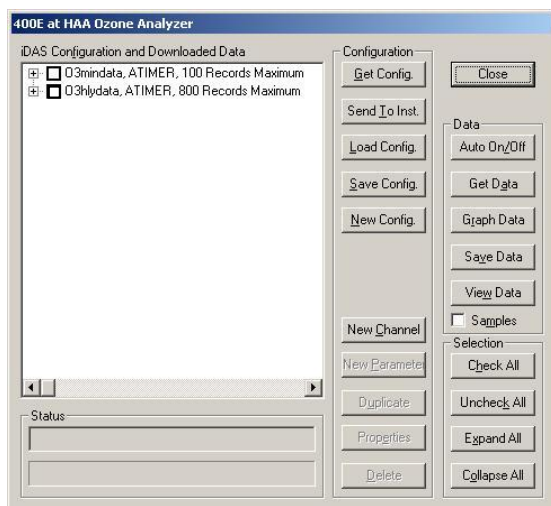 400E at HAA Ozone Analyzer
iDAS Configuration and Downloaded Data
O3mindata, ATIMER, 100 Records Maximum
O3hlydata, ATIMER, 800 Records Maximum
Status
Configuration
Get Config.
Send To Inst.
Load Config.
Save Config.
New Config.
New Channel
New Parameter
Duplicate
Properties
Delete
Close
Data
Auto On/Off
Get Data
Graph Data
Save Data
View Data
Samples
Selection
Check All
Uncheck All
Expand All
Collapse All